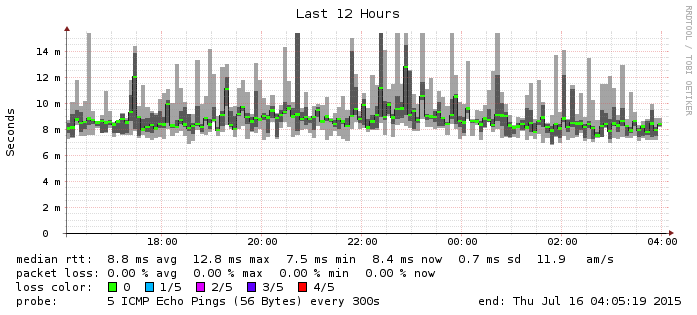 Last 12 Hours
RRDTOOL / TOBI OETIKER
Seconds
14 m
12 m
10 m
8 m
6 m
4 m
2 m
0
18:00 20:00 22:00 00:00 02:00 04:00
median rtt: 8.8 ms avg 12.8 ms max 7.5 ms min 8.4 ms now 0.7 ms sd 11.9 am/s
packet loss: 0.00 % avg 0.00 % max 0.00 % min 0.00 % now
loss color: 0 1/5 2/5 3/5 4/5
probe: 5 ICMP Echo Pings (56 Bytes) every 300s end: Thu Jul 16 04:05:19 2015